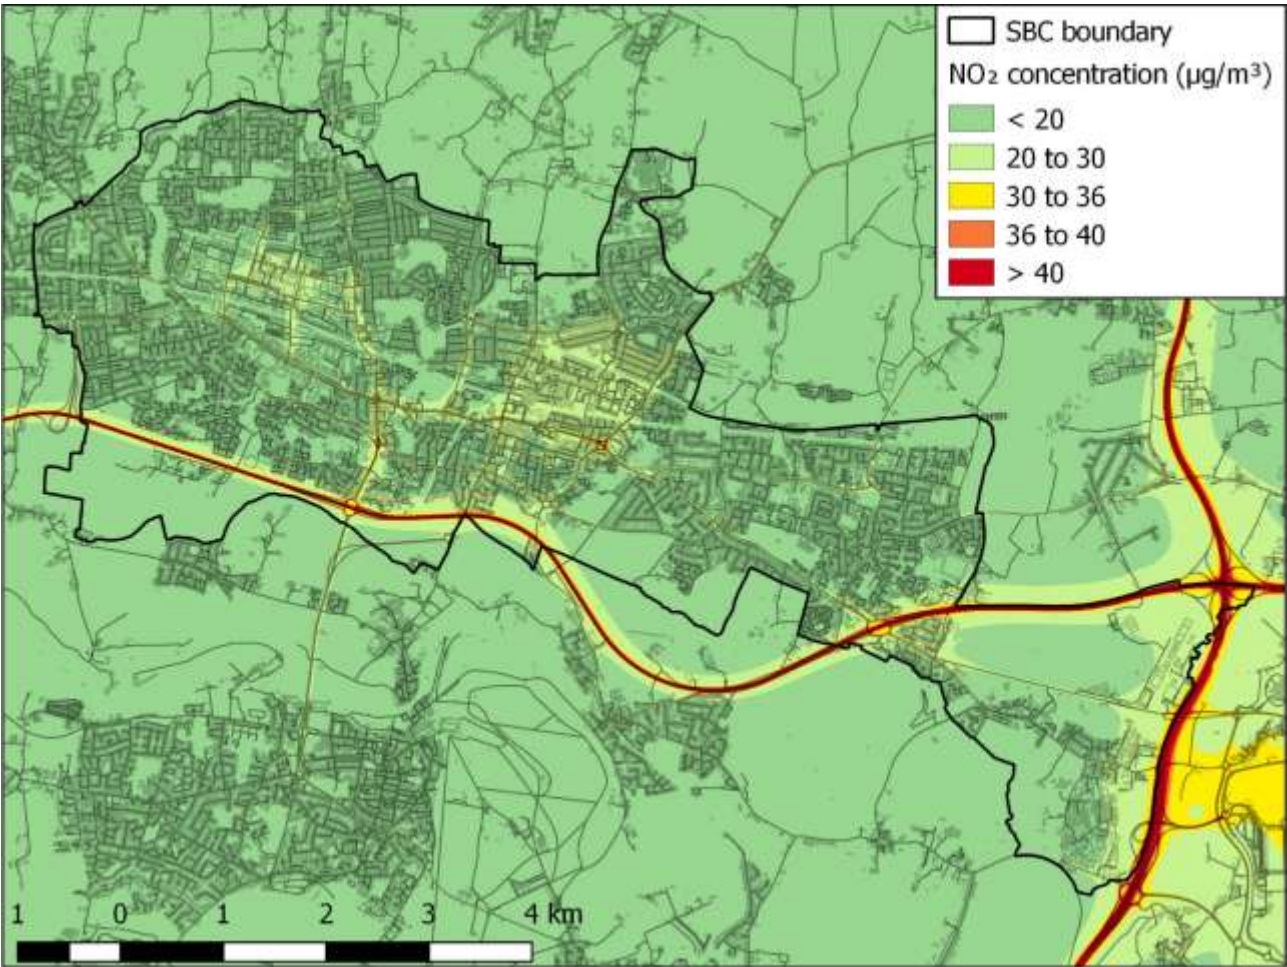 SBC boundary
NO₂ concentration (µg/m³)
< 20
20 to 30
30 to 36
36 to 40
> 40
1 0 1 2 3 4 km